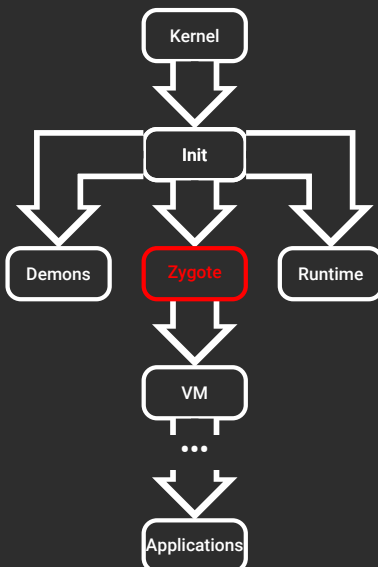 Kernel
Init
Demons
Zygote
Runtime
VM
...
Applications